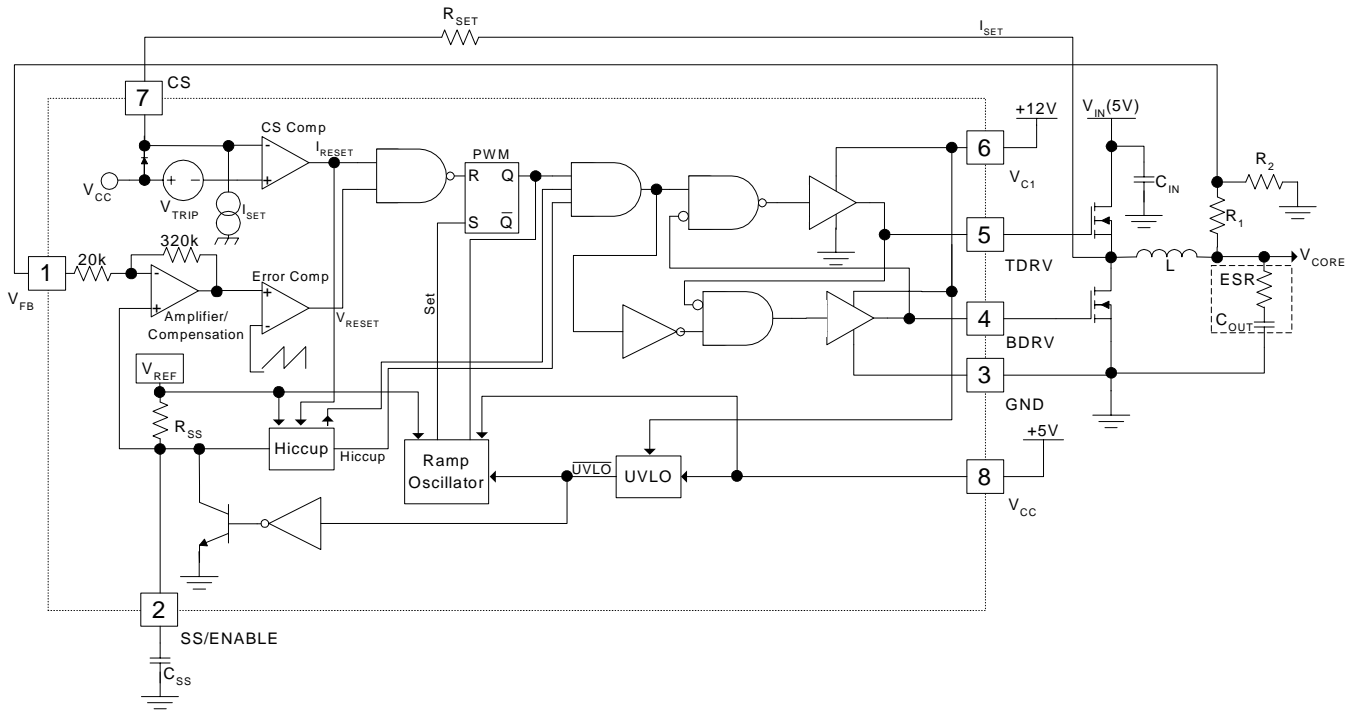 R_SET
I_SET
7
CS
CS Comp
I_RESET
PWM
R
Q
S
Q̅
V_CC
+
-
V_TRIP
I_SET
-
+
320k
20k
1
V_FB
-
+
Amplifier/
Compensation
Error Comp
+
-
V_RESET
V_REF
R_SS
Hiccup
Hiccup
Set
Ramp
Oscillator
U̅V̅L̅O̅
UVLO
2
SS/ENABLE
C_SS
6
+12V
V_C1
5
TDRV
4
BDRV
3
GND
+5V
8
V_CC
V_IN(5V)
C_IN
R_2
R_1
L
V_CORE
ESR
C_OUT